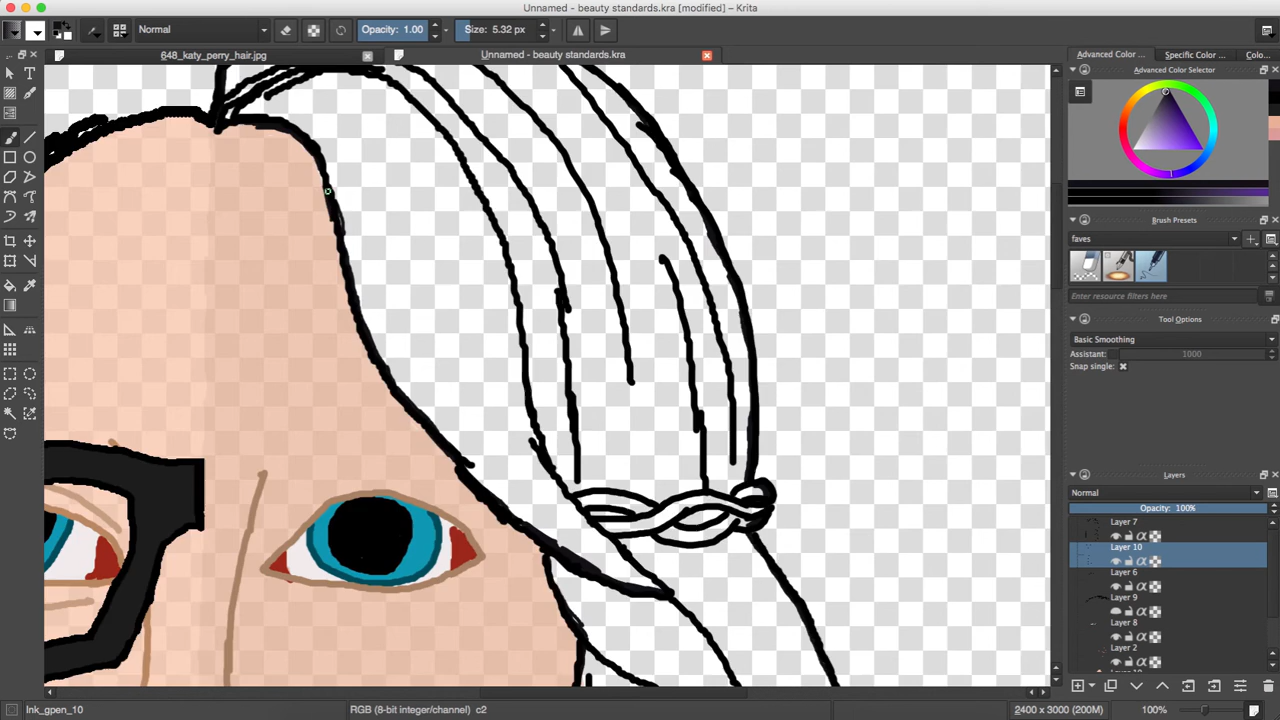 Unnamed - beauty standards.kra [modified] – Krita
Normal
Opacity: 1.00
Size: 5.32 px
648_katy_perry_hair.jpg
Unnamed - beauty standards.kra
Advanced Color ...
Specific Color ...
Colo...
Advanced Color Selector
Brush Presets
faves
Enter resource filters here
Tool Options
Basic Smoothing
Assistant:
1000
Snap single:
Layers
Normal
Opacity: 100%
Layer 7
Layer 10
Layer 6
Layer 9
Layer 8
Layer 2
Ink_gpen_10
RGB (8-bit integer/channel) c2
2400 x 3000 (200M)
100%